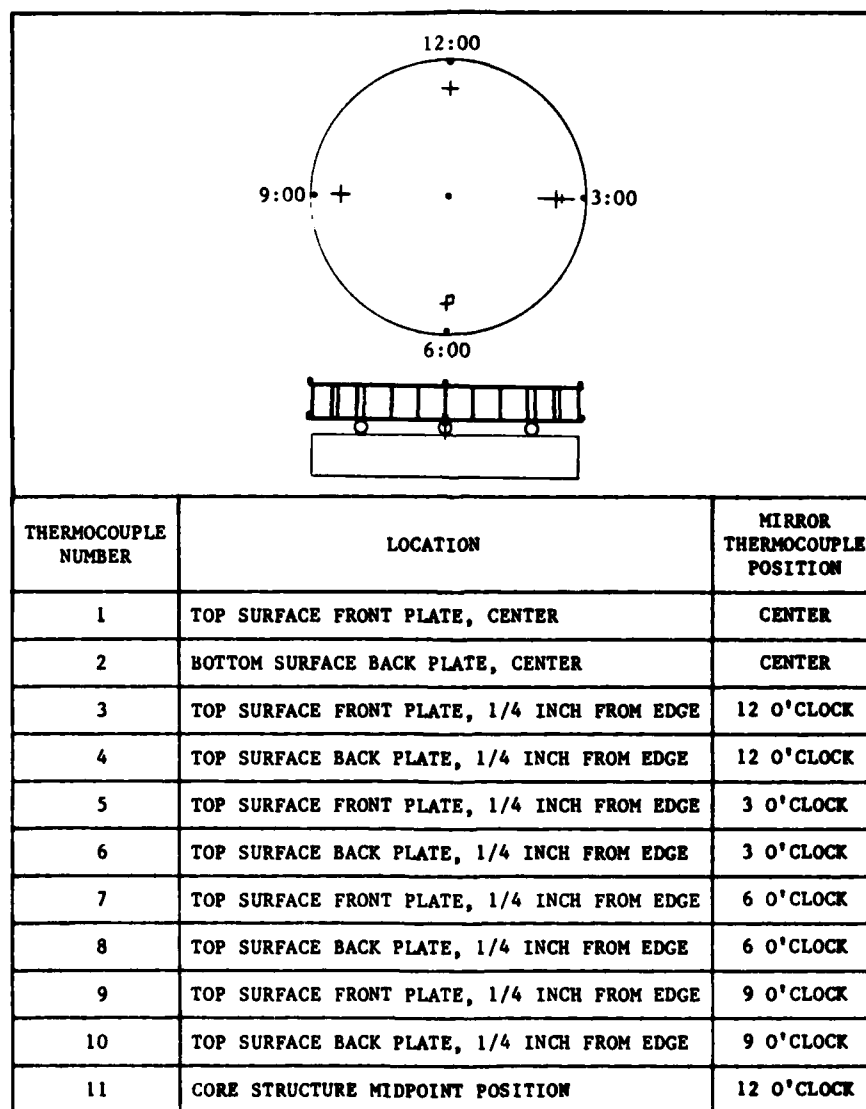 12:00
9:00
3:00
6:00
THERMOCOUPLE NUMBER LOCATION MIRROR THERMOCOUPLE POSITION
1 TOP SURFACE FRONT PLATE, CENTER CENTER
2 BOTTOM SURFACE BACK PLATE, CENTER CENTER
3 TOP SURFACE FRONT PLATE, 1/4 INCH FROM EDGE 12 O'CLOCK
4 TOP SURFACE BACK PLATE, 1/4 INCH FROM EDGE 12 O'CLOCK
5 TOP SURFACE FRONT PLATE, 1/4 INCH FROM EDGE 3 O'CLOCK
6 TOP SURFACE BACK PLATE, 1/4 INCH FROM EDGE 3 O'CLOCK
7 TOP SURFACE FRONT PLATE, 1/4 INCH FROM EDGE 6 O'CLOCK
8 TOP SURFACE BACK PLATE, 1/4 INCH FROM EDGE 6 O'CLOCK
9 TOP SURFACE FRONT PLATE, 1/4 INCH FROM EDGE 9 O'CLOCK
10 TOP SURFACE BACK PLATE, 1/4 INCH FROM EDGE 9 O'CLOCK
11 CORE STRUCTURE MIDPOINT POSITION 12 O'CLOCK